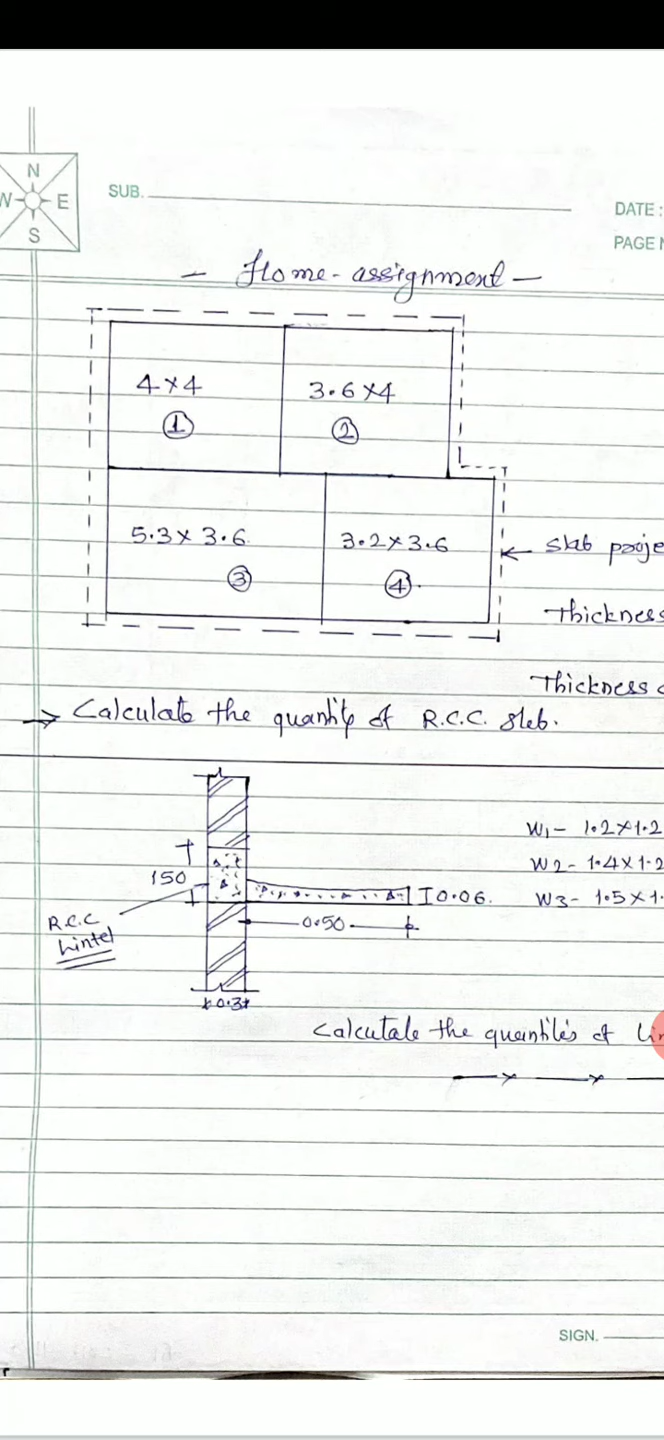 N
W E
S
SUB.
DATE:
PAGE N
- Home-assignment -
4×4
①
3.6×4
②
5.3×3.6
③
3.2×3.6
④
← slab proje
Thickness
Thickness
→ Calculate the quantity of R.C.C. slab.
W1- 1.2×1.2
W2- 1.4×1.2
W3- 1.5×1.
150
0.06.
0.50
R.C.C
Lintel
0.3
Calculate the quantities of Lin
SIGN.